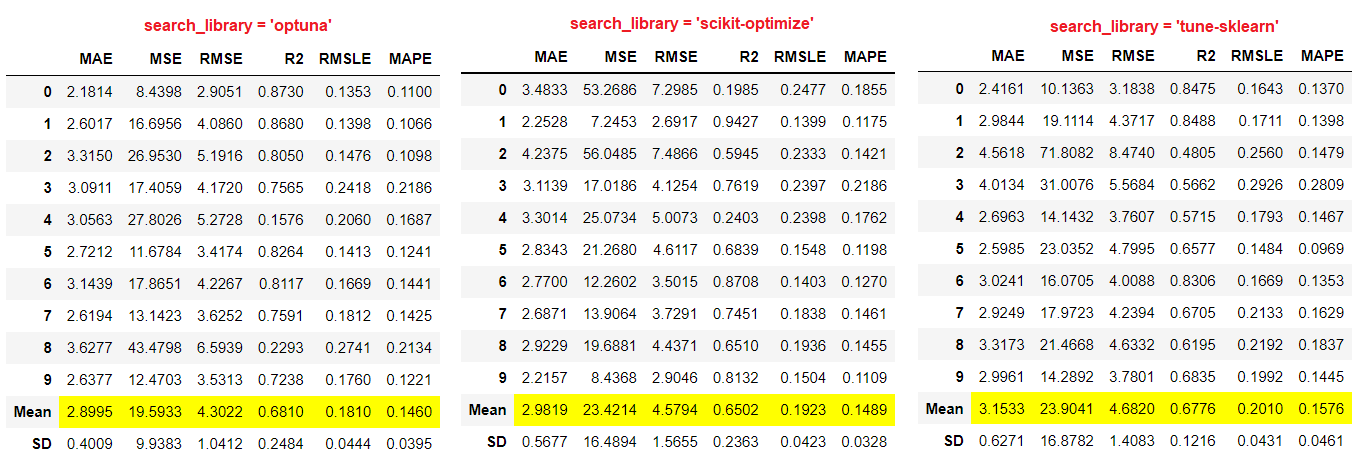 search_library = 'optuna'
MAE MSE RMSE R2 RMSLE MAPE
0 2.1814 8.4398 2.9051 0.8730 0.1353 0.1100
1 2.6017 16.6956 4.0860 0.8680 0.1398 0.1066
2 3.3150 26.9530 5.1916 0.8050 0.1476 0.1098
3 3.0911 17.4059 4.1720 0.7565 0.2418 0.2186
4 3.0563 27.8026 5.2728 0.1576 0.2060 0.1687
5 2.7212 11.6784 3.4174 0.8264 0.1413 0.1241
6 3.1439 17.8651 4.2267 0.8117 0.1669 0.1441
7 2.6194 13.1423 3.6252 0.7591 0.1812 0.1425
8 3.6277 43.4798 6.5939 0.2293 0.2741 0.2134
9 2.6377 12.4703 3.5313 0.7238 0.1760 0.1221
Mean 2.8995 19.5933 4.3022 0.6810 0.1810 0.1460
SD 0.4009 9.9383 1.0412 0.2484 0.0444 0.0395
search_library = 'scikit-optimize'
MAE MSE RMSE R2 RMSLE MAPE
0 3.4833 53.2686 7.2985 0.1985 0.2477 0.1855
1 2.2528 7.2453 2.6917 0.9427 0.1399 0.1175
2 4.2375 56.0485 7.4866 0.5945 0.2333 0.1421
3 3.1139 17.0186 4.1254 0.7619 0.2397 0.2186
4 3.3014 25.0734 5.0073 0.2403 0.2398 0.1762
5 2.8343 21.2680 4.6117 0.6839 0.1548 0.1198
6 2.7700 12.2602 3.5015 0.8708 0.1403 0.1270
7 2.6871 13.9064 3.7291 0.7451 0.1838 0.1461
8 2.9229 19.6881 4.4371 0.6510 0.1936 0.1455
9 2.2157 8.4368 2.9046 0.8132 0.1504 0.1109
Mean 2.9819 23.4214 4.5794 0.6502 0.1923 0.1489
SD 0.5677 16.4894 1.5655 0.2363 0.0423 0.0328
search_library = 'tune-sklearn'
MAE MSE RMSE R2 RMSLE MAPE
0 2.4161 10.1363 3.1838 0.8475 0.1643 0.1370
1 2.9844 19.1114 4.3717 0.8488 0.1711 0.1398
2 4.5618 71.8082 8.4740 0.4805 0.2560 0.1479
3 4.0134 31.0076 5.5684 0.5662 0.2926 0.2809
4 2.6963 14.1432 3.7607 0.5715 0.1793 0.1467
5 2.5985 23.0352 4.7995 0.6577 0.1484 0.0969
6 3.0241 16.0705 4.0088 0.8306 0.1669 0.1353
7 2.9249 17.9723 4.2394 0.6705 0.2133 0.1629
8 3.3173 21.4668 4.6332 0.6195 0.2192 0.1837
9 2.9961 14.2892 3.7801 0.6835 0.1992 0.1445
Mean 3.1533 23.9041 4.6820 0.6776 0.2010 0.1576
SD 0.6271 16.8782 1.4083 0.1216 0.0431 0.0461